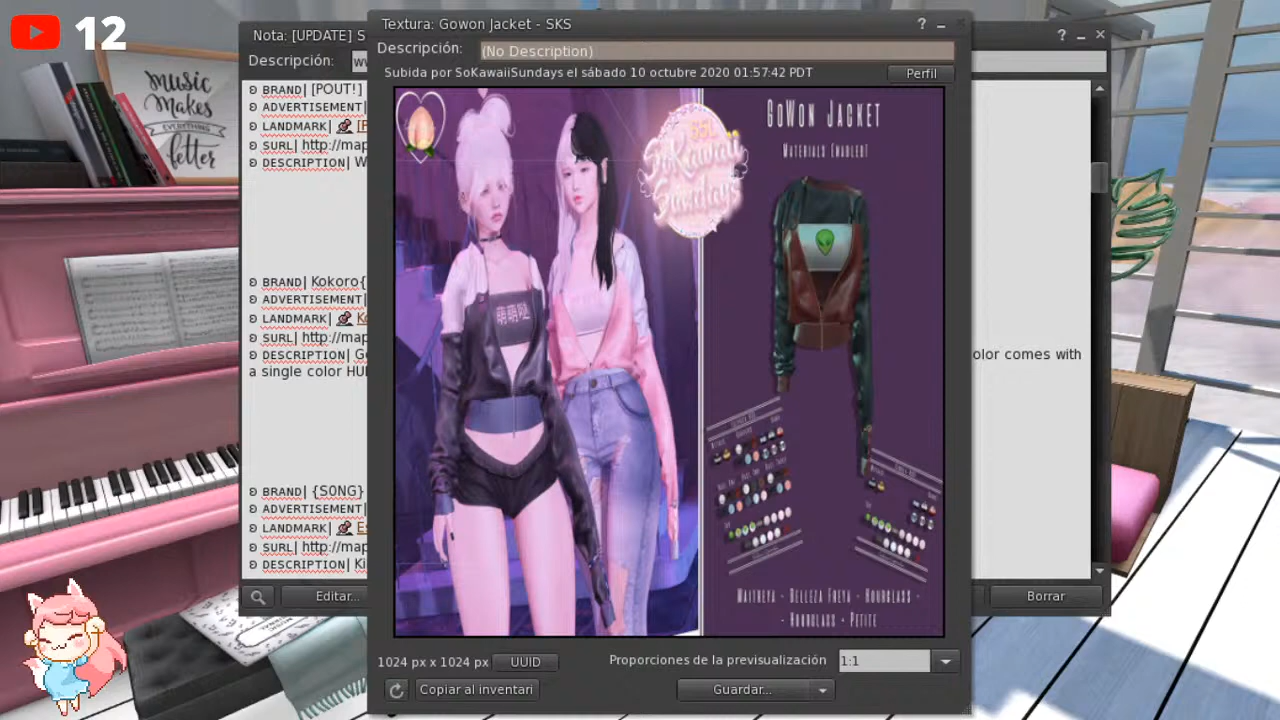 12
music
makes
EVERYTHING
better
Nota: [UPDATE] S
Descripción:
ʚ BRAND| [POUT!]
ʚ ADVERTISEMENT|
ʚ LANDMARK|
ʚ SURL| http://map
ʚ DESCRIPTION| W
ʚ BRAND| Kokoro{
ʚ ADVERTISEMENT|
ʚ LANDMARK|
ʚ SURL| http://map
ʚ DESCRIPTION| G
olor comes with
a single color HU
ʚ BRAND| {SONG}
ʚ ADVERTISEMENT|
ʚ LANDMARK|
ʚ SURL| http://map
ʚ DESCRIPTION| Ki
Editar...
Borrar
Textura: Gowon Jacket - SKS
Descripción:
(No Description)
Subida por SoKawaiiSundays el sábado 10 octubre 2020 01:57:42 PDT
Perfil
65L
SoKawaii
Sundays
GoWon Jacket
Materials Enabled!
Maitreya - Belleza Freya - Hourglass -
- Hourglass - Petite
1024 px x 1024 px
UUID
Proporciones de la previsualización
1:1
Copiar al inventari
Guardar...